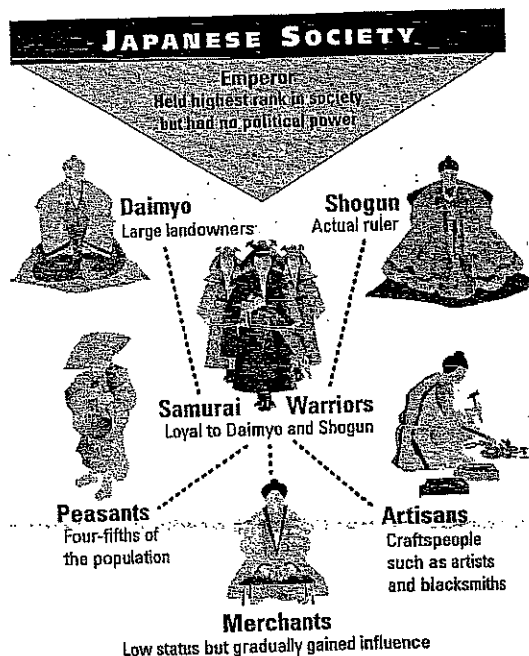 JAPANESE SOCIETY
Emperor
Held highest rank in society
but had no political power
Daimyo
Large landowners
Shogun
Actual ruler
Samurai Warriors
Loyal to Daimyo and Shogun
Peasants
Four-fifths of
the population
Artisans
Craftspeople
such as artists
and blacksmiths
Merchants
Low status but gradually gained influence